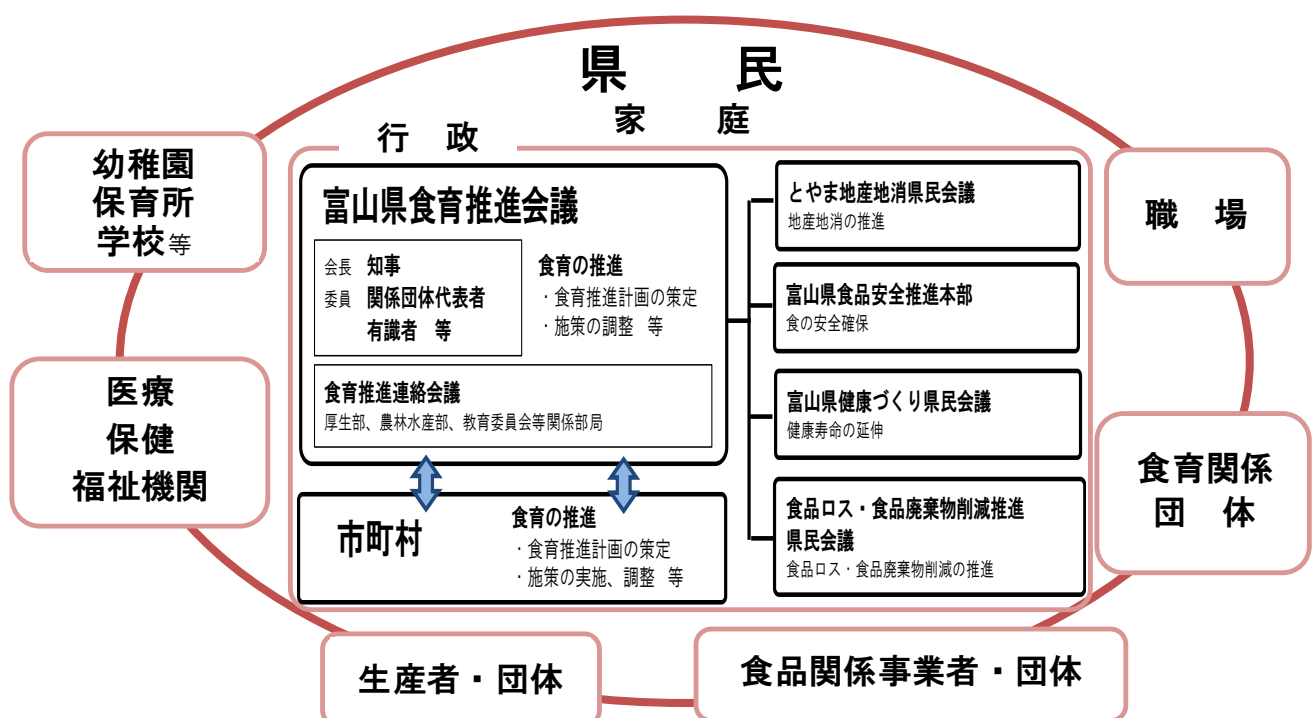 県　民
家　庭
行　政
幼稚園
保育所
学校等
医療
保健
福祉機関
富山県食育推進会議
会長　知事
委員　関係団体代表者
有識者　等
食育の推進
・食育推進計画の策定
・施策の調整　等
食育推進連絡会議
厚生部、農林水産部、教育委員会等関係部局
市町村
食育の推進
・食育推進計画の策定
・施策の実施、調整　等
とやま地産地消県民会議
地産地消の推進
富山県食品安全推進本部
食の安全確保
富山県健康づくり県民会議
健康寿命の延伸
食品ロス・食品廃棄物削減推進
県民会議
食品ロス・食品廃棄物削減の推進
職　場
食育関係
団　体
生産者・団体
食品関係事業者・団体